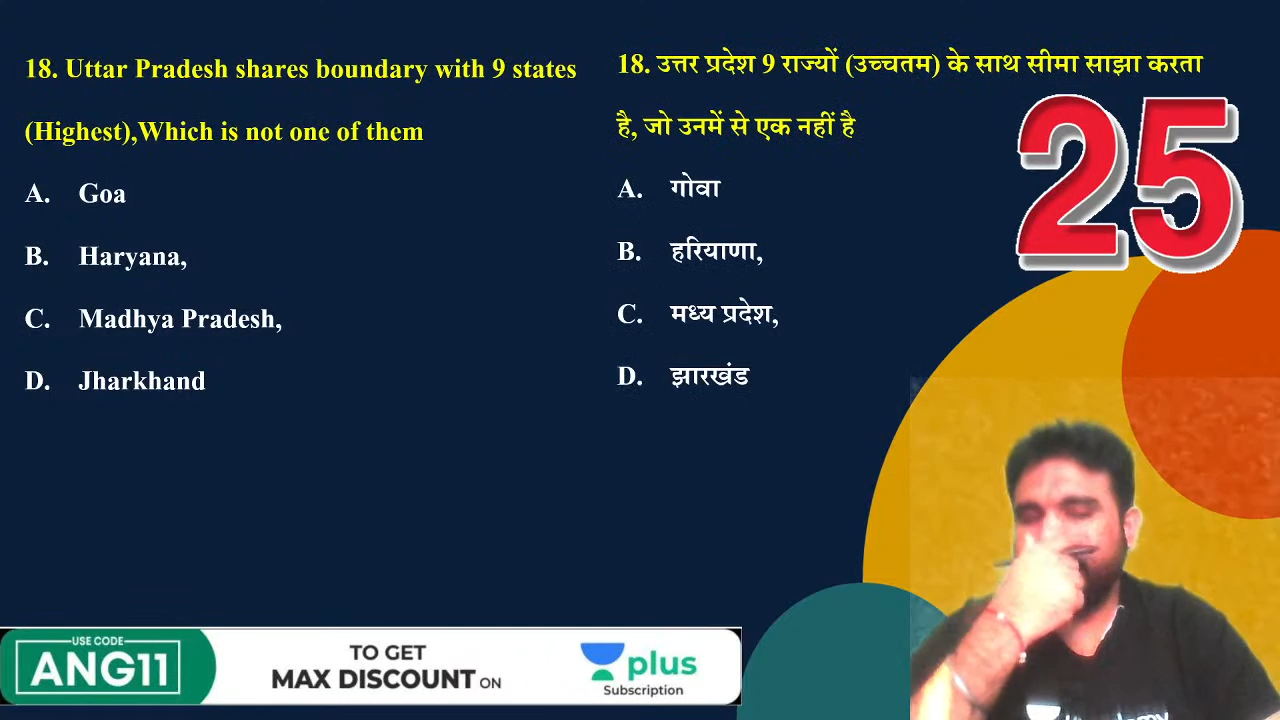 18. Uttar Pradesh shares boundary with 9 states
(Highest),Which is not one of them
A. Goa
B. Haryana,
C. Madhya Pradesh,
D. Jharkhand
18. उत्तर प्रदेश 9 राज्यों (उच्चतम) के साथ सीमा साझा करता
है, जो उनमें से एक नहीं है
A. गोवा
B. हरियाणा,
C. मध्य प्रदेश,
D. झारखंड
25
USE CODE
ANG11
TO GET
MAX DISCOUNT ON
plus
Subscription